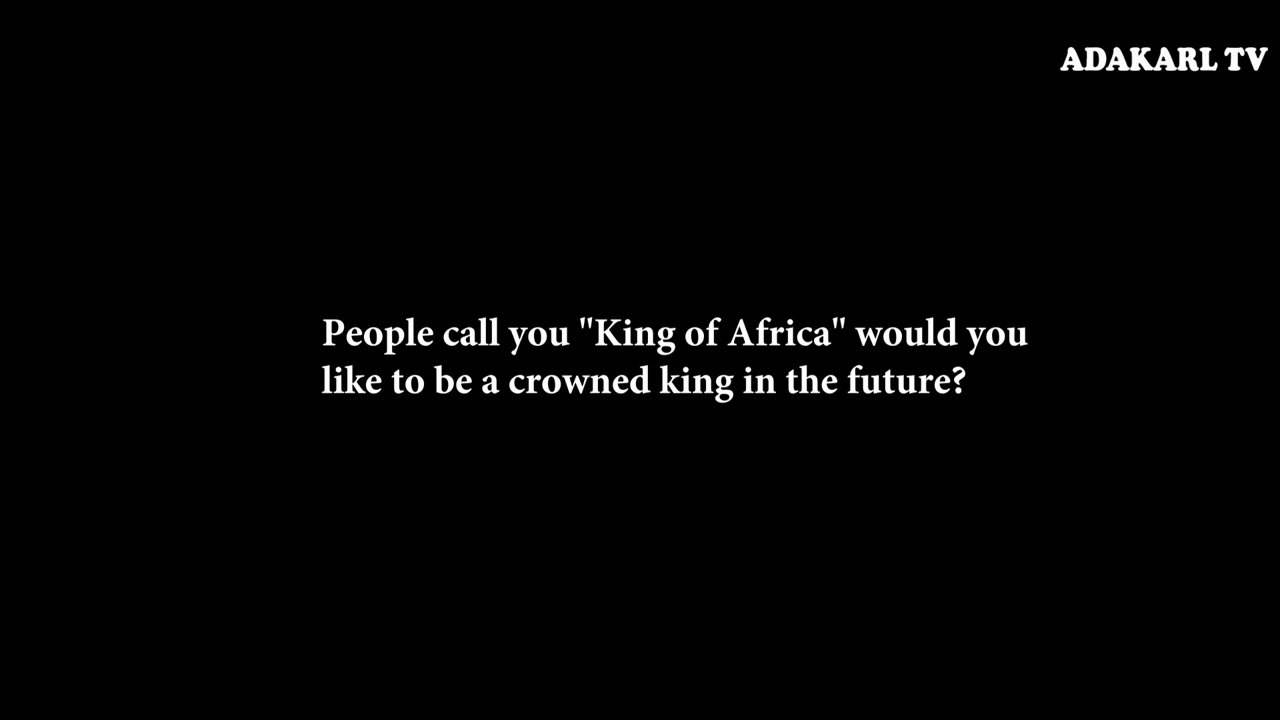 ADAKARL TV
People call you "King of Africa" would you
like to be a crowned king in the future?